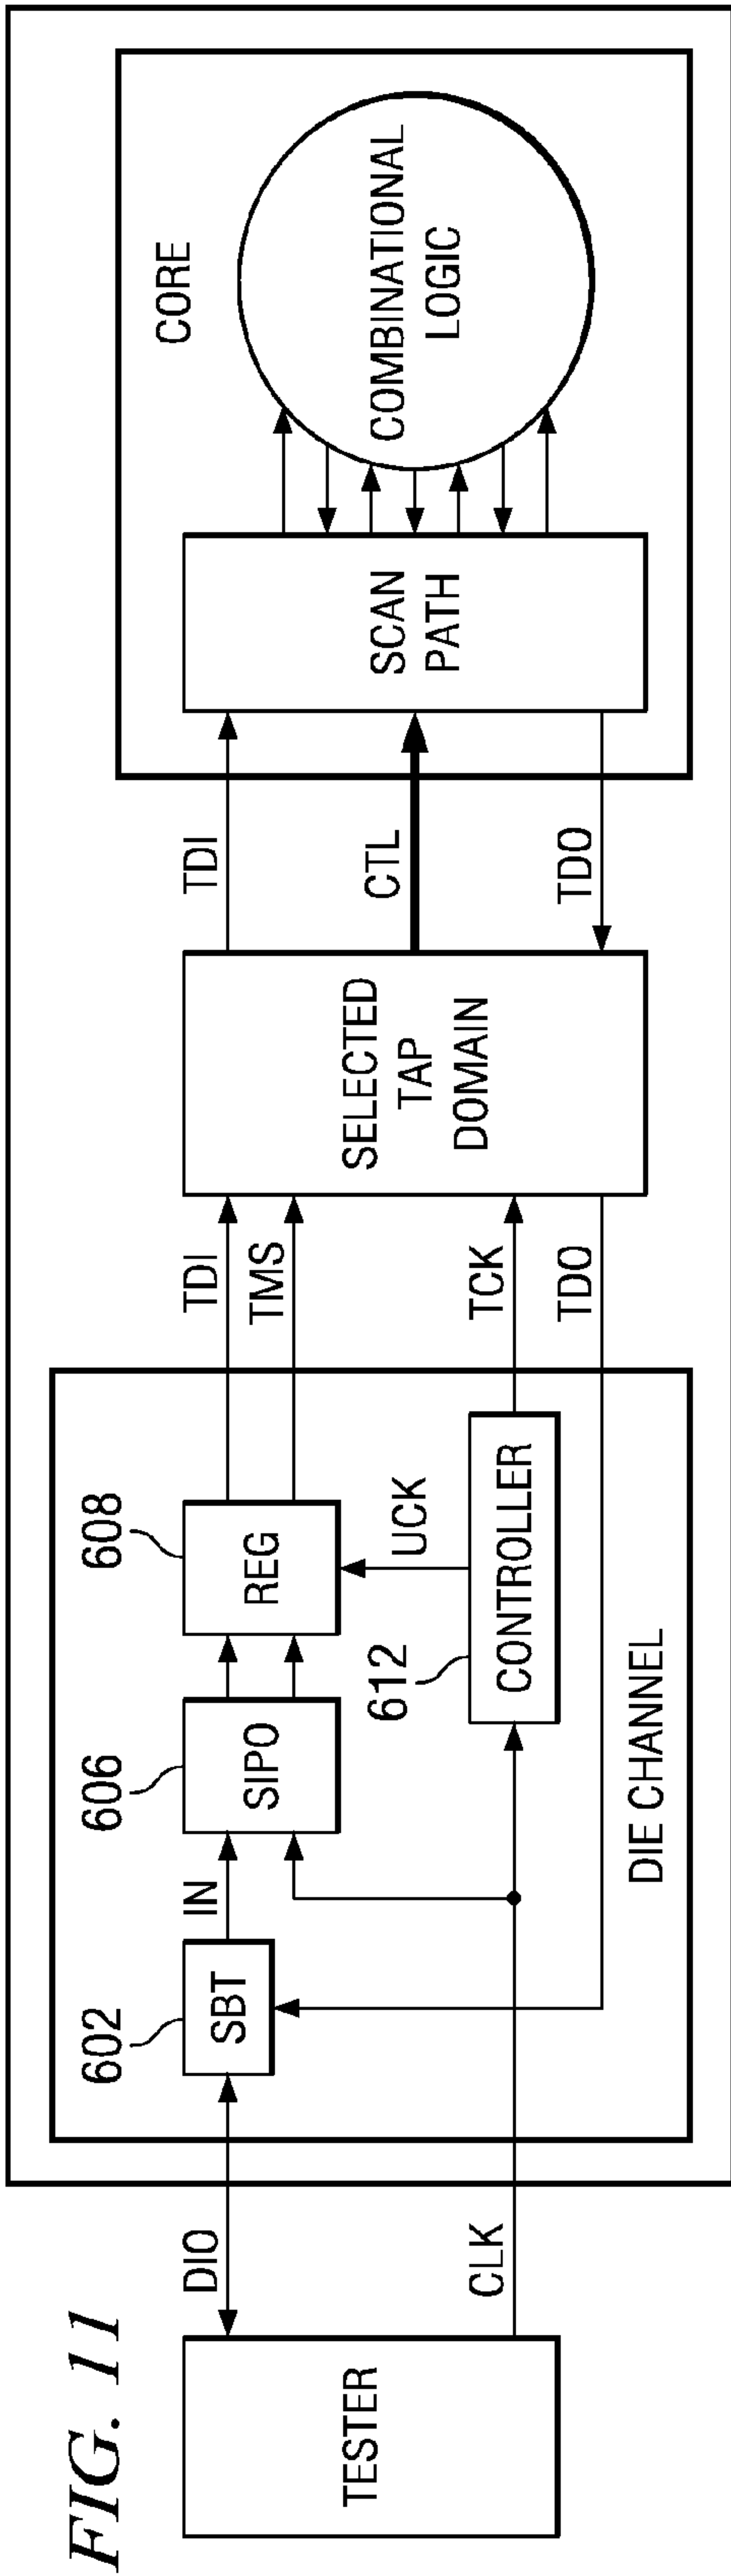 FIG. 11
TESTER
DIO
CLK
602
SBT
IN
606
SIPO
608
REG
UCK
612
CONTROLLER
DIE CHANNEL
TDI
TMS
TCK
TDO
SELECTED
TAP
DOMAIN
TDI
CTL
TDO
CORE
SCAN
PATH
COMBINATIONAL
LOGIC